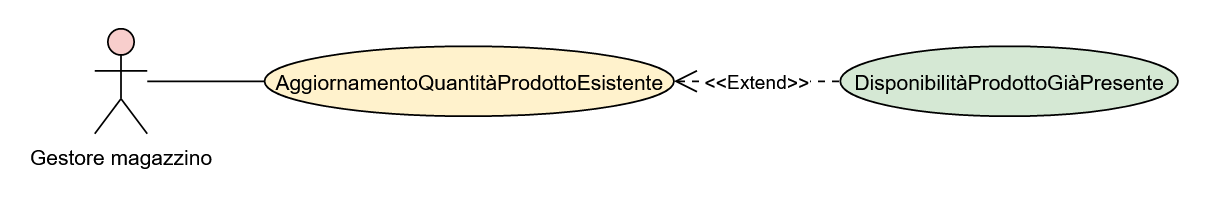 AggiornamentoQuantitàProdottoEsistente
<<Extend>>
DisponibilitàProdottoGiàPresente
Gestore magazzino